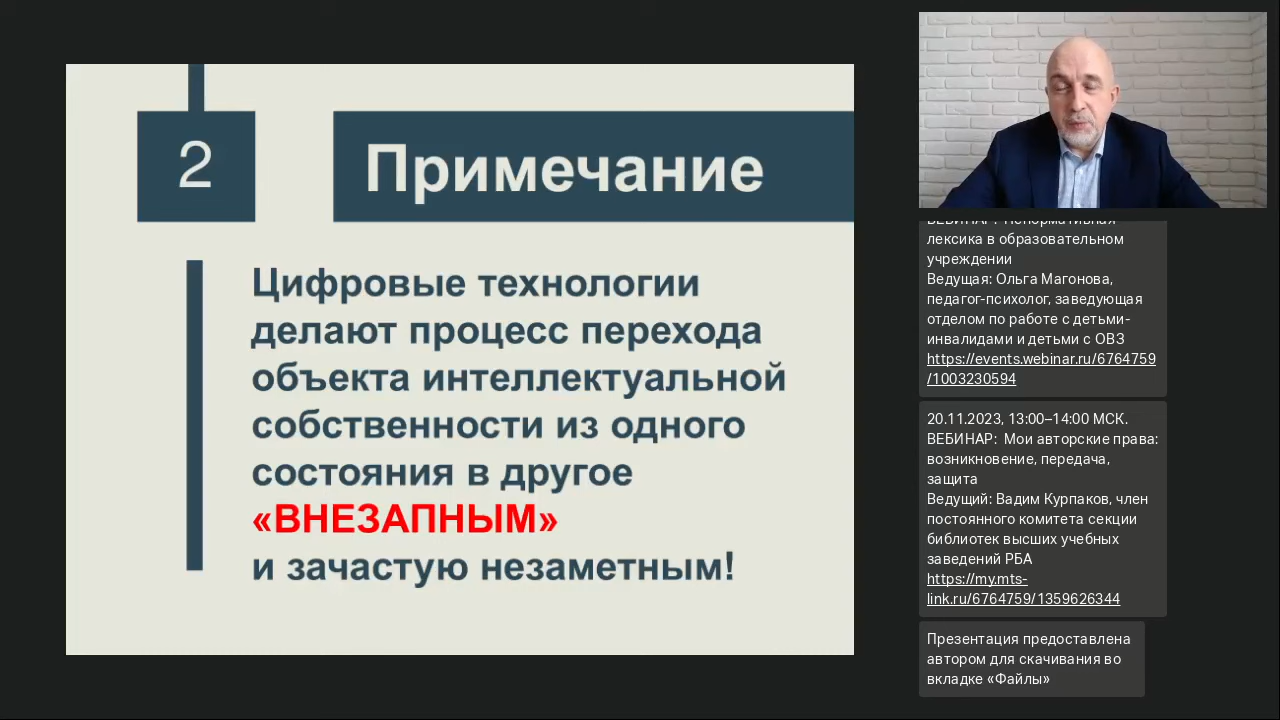 2
Примечание
Цифровые технологии
делают процесс перехода
объекта интеллектуальной
собственности из одного
состояния в другое
«ВНЕЗАПНЫМ»
и зачастую незаметным!
ВЕБИНАР: Ненормативная
лексика в образовательном
учреждении
Ведущая: Ольга Магонова,
педагог-психолог, заведующая
отделом по работе с детьми-
инвалидами и детьми с ОВЗ
https://events.webinar.ru/6764759
/1003230594
20.11.2023, 13:00–14:00 МСК.
ВЕБИНАР: Мои авторские права:
возникновение, передача,
защита
Ведущий: Вадим Курпаков, член
постоянного комитета секции
библиотек высших учебных
заведений РБА
https://my.mts-
link.ru/6764759/1359626344
Презентация предоставлена
автором для скачивания во
вкладке «Файлы»